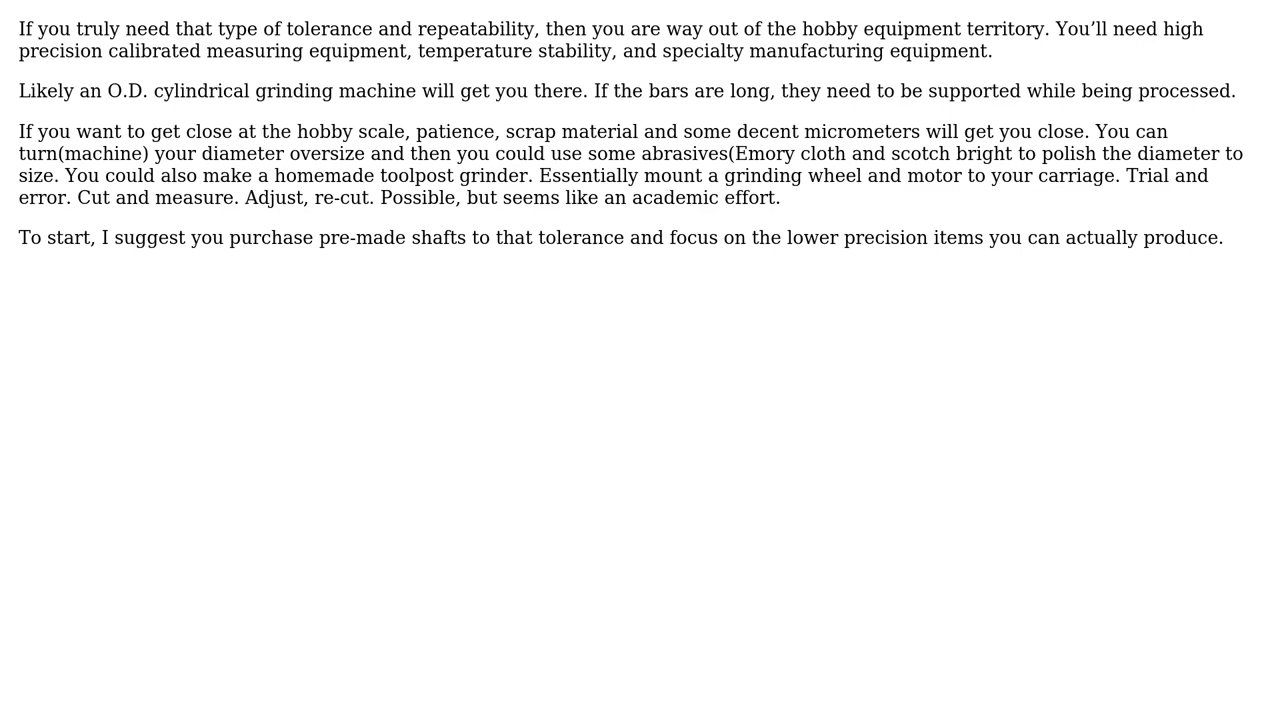 If you truly need that type of tolerance and repeatability, then you are way out of the hobby equipment territory. You’ll need high
precision calibrated measuring equipment, temperature stability, and specialty manufacturing equipment.
Likely an O.D. cylindrical grinding machine will get you there. If the bars are long, they need to be supported while being processed.
If you want to get close at the hobby scale, patience, scrap material and some decent micrometers will get you close. You can
turn(machine) your diameter oversize and then you could use some abrasives(Emory cloth and scotch bright to polish the diameter to
size. You could also make a homemade toolpost grinder. Essentially mount a grinding wheel and motor to your carriage. Trial and
error. Cut and measure. Adjust, re-cut. Possible, but seems like an academic effort.
To start, I suggest you purchase pre-made shafts to that tolerance and focus on the lower precision items you can actually produce.